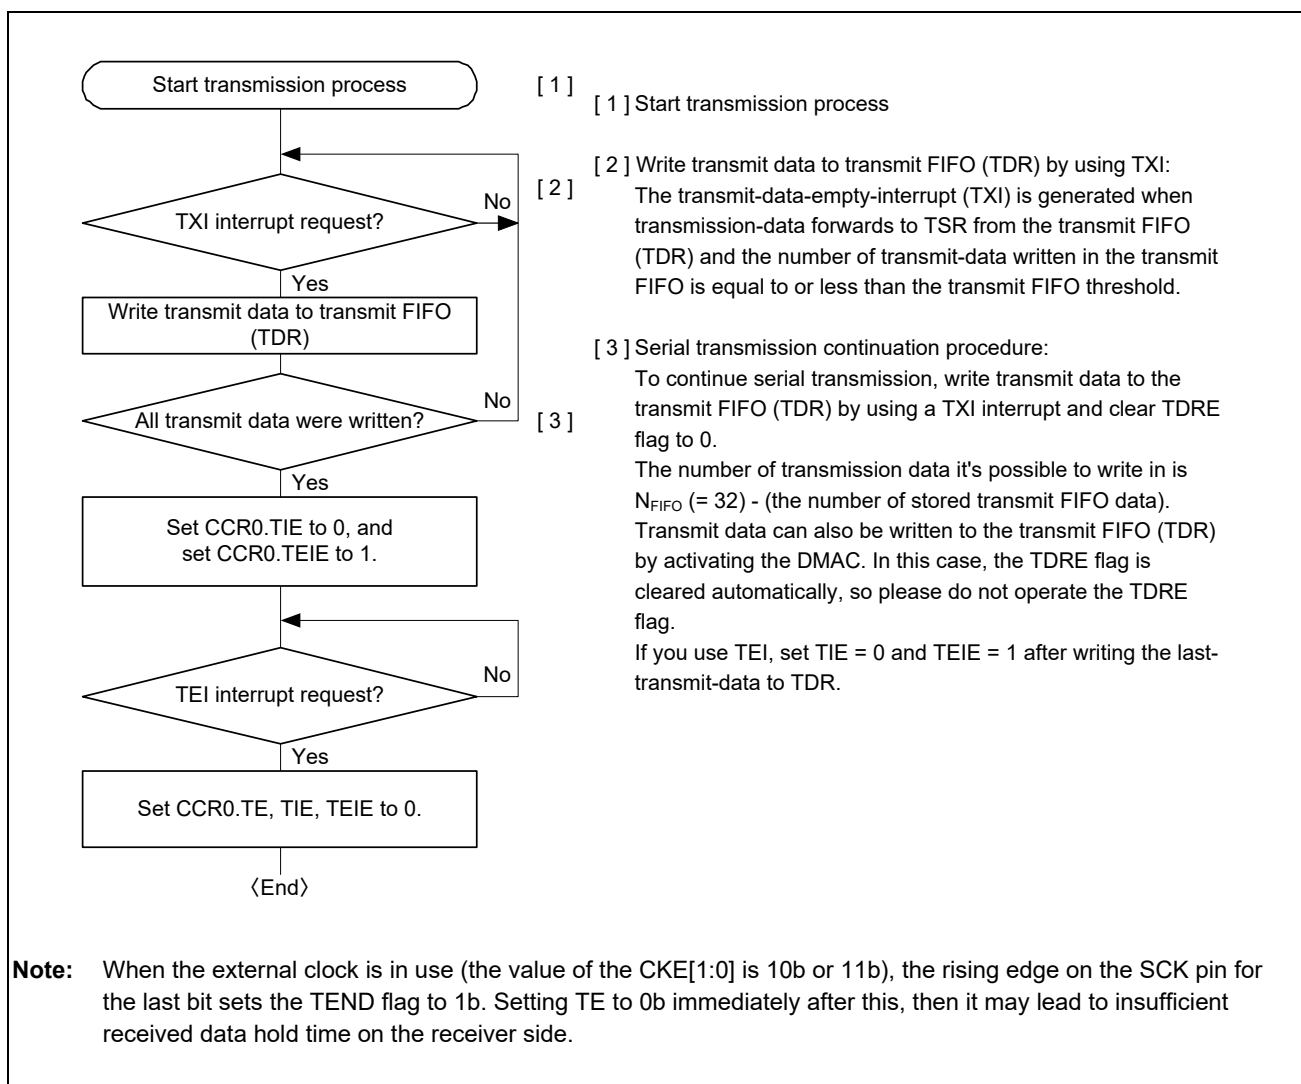 Start transmission process
[ 1 ]
[ 1 ] Start transmission process
[ 2 ] Write transmit data to transmit FIFO (TDR) by using TXI:
The transmit-data-empty-interrupt (TXI) is generated when
transmission-data forwards to TSR from the transmit FIFO
(TDR) and the number of transmit-data written in the transmit
FIFO is equal to or less than the transmit FIFO threshold.
[ 2 ]
No
TXI interrupt request?
Yes
Write transmit data to transmit FIFO
(TDR)
No
All transmit data were written?
[ 3 ]
Yes
[ 3 ] Serial transmission continuation procedure:
To continue serial transmission, write transmit data to the
transmit FIFO (TDR) by using a TXI interrupt and clear TDRE
flag to 0.
The number of transmission data it's possible to write in is
NFIFO (= 32) - (the number of stored transmit FIFO data).
Transmit data can also be written to the transmit FIFO (TDR)
by activating the DMAC. In this case, the TDRE flag is
cleared automatically, so please do not operate the TDRE
flag.
If you use TEI, set TIE = 0 and TEIE = 1 after writing the last-
transmit-data to TDR.
Set CCR0.TIE to 0, and
set CCR0.TEIE to 1.
No
TEI interrupt request?
Yes
Set CCR0.TE, TIE, TEIE to 0.
〈End〉
Note: When the external clock is in use (the value of the CKE[1:0] is 10b or 11b), the rising edge on the SCK pin for
the last bit sets the TEND flag to 1b. Setting TE to 0b immediately after this, then it may lead to insufficient
received data hold time on the receiver side.